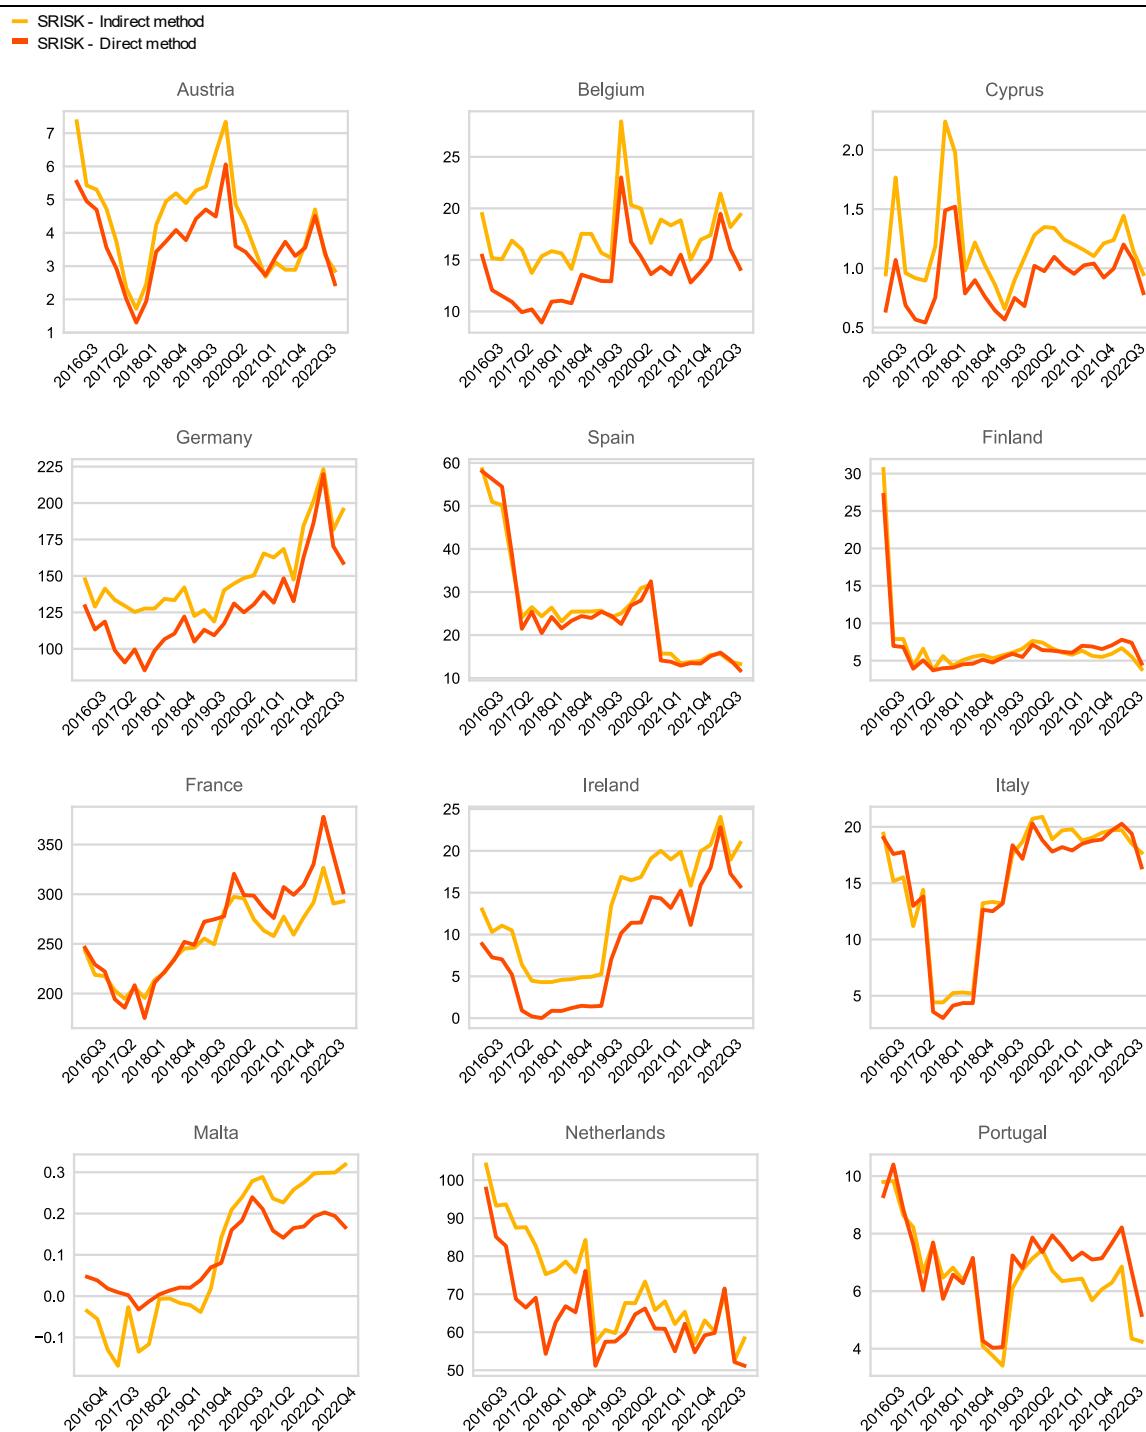 SRISK - Indirect method
SRISK - Direct method
Austria
7
6
5
4
3
2
1
2016Q3 2017Q2 2018Q1 2018Q4 2019Q3 2020Q2 2021Q1 2021Q4 2022Q3
Belgium
25
20
15
10
2016Q3 2017Q2 2018Q1 2018Q4 2019Q3 2020Q2 2021Q1 2021Q4 2022Q3
Cyprus
2.0
1.5
1.0
0.5
2016Q3 2017Q2 2018Q1 2018Q4 2019Q3 2020Q2 2021Q1 2021Q4 2022Q3
Germany
225
200
175
150
125
100
2016Q3 2017Q2 2018Q1 2018Q4 2019Q3 2020Q2 2021Q1 2021Q4 2022Q3
Spain
60
50
40
30
20
10
2016Q3 2017Q2 2018Q1 2018Q4 2019Q3 2020Q2 2021Q1 2021Q4 2022Q3
Finland
30
25
20
15
10
5
2016Q3 2017Q2 2018Q1 2018Q4 2019Q3 2020Q2 2021Q1 2021Q4 2022Q3
France
350
300
250
200
2016Q3 2017Q2 2018Q1 2018Q4 2019Q3 2020Q2 2021Q1 2021Q4 2022Q3
Ireland
25
20
15
10
5
0
2016Q3 2017Q2 2018Q1 2018Q4 2019Q3 2020Q2 2021Q1 2021Q4 2022Q3
Italy
20
15
10
5
2016Q3 2017Q2 2018Q1 2018Q4 2019Q3 2020Q2 2021Q1 2021Q4 2022Q3
Malta
0.3
0.2
0.1
0.0
−0.1
2016Q4 2017Q3 2018Q2 2019Q1 2019Q4 2020Q3 2021Q2 2022Q1 2022Q4
Netherlands
100
90
80
70
60
50
2016Q3 2017Q2 2018Q1 2018Q4 2019Q3 2020Q2 2021Q1 2021Q4 2022Q3
Portugal
10
8
6
4
2016Q3 2017Q2 2018Q1 2018Q4 2019Q3 2020Q2 2021Q1 2021Q4 2022Q3